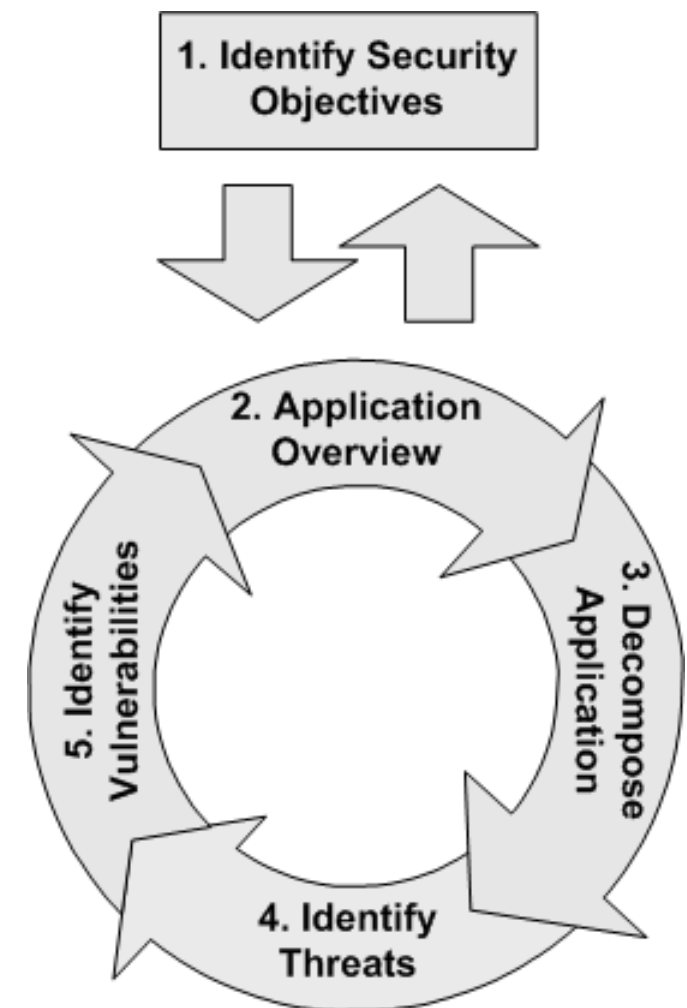 1. Identify Security
Objectives
2. Application
Overview
3. Decompose
Application
4. Identify
Threats
5. Identify
Vulnerabilities